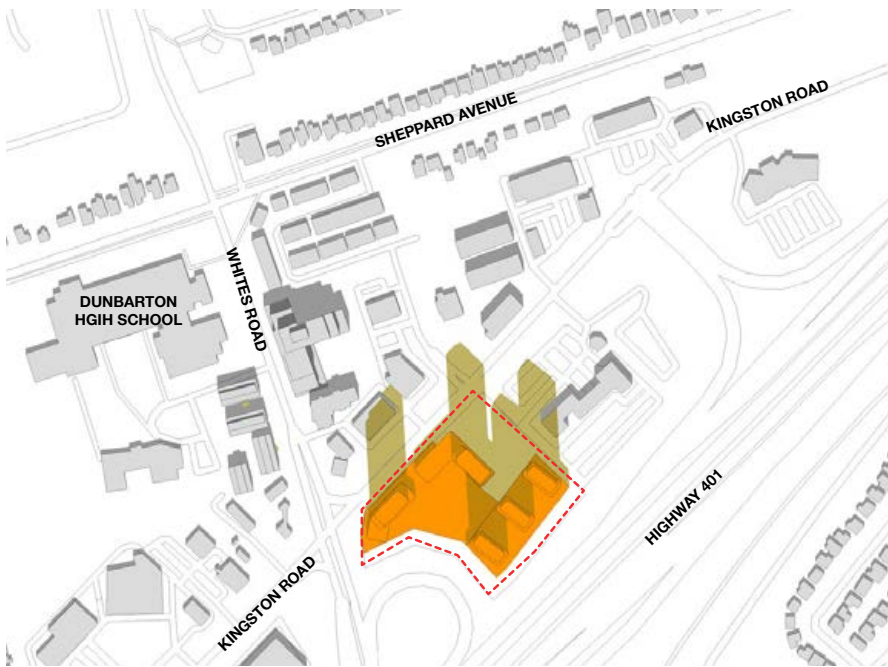 KINGSTON ROAD
SHEPPARD AVENUE
WHITES ROAD
DUNBARTON
HGIH SCHOOL
HIGHWAY 401
KINGSTON ROAD